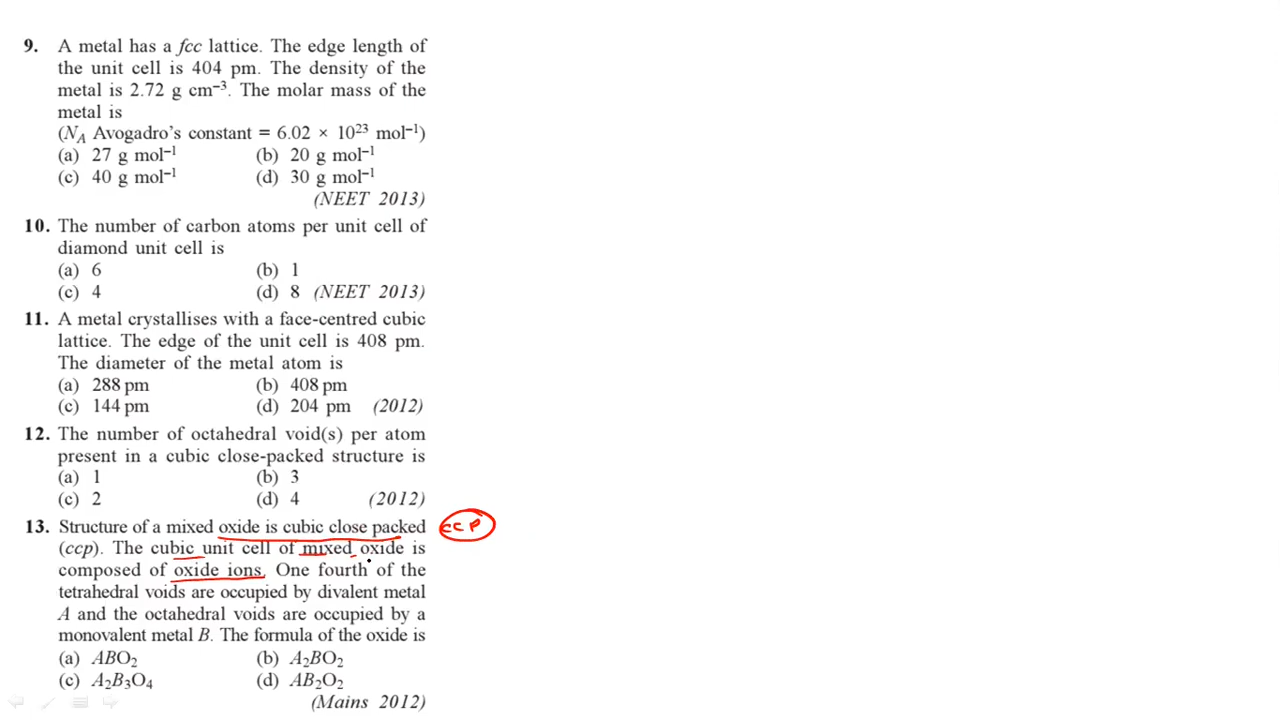 9. A metal has a fcc lattice. The edge length of
the unit cell is 404 pm. The density of the
metal is 2.72 g cm⁻³. The molar mass of the
metal is
(N_A Avogadro's constant = 6.02 × 10²³ mol⁻¹)
(a) 27 g mol⁻¹ (b) 20 g mol⁻¹
(c) 40 g mol⁻¹ (d) 30 g mol⁻¹
(NEET 2013)
10. The number of carbon atoms per unit cell of
diamond unit cell is
(a) 6 (b) 1
(c) 4 (d) 8 (NEET 2013)
11. A metal crystallises with a face-centred cubic
lattice. The edge of the unit cell is 408 pm.
The diameter of the metal atom is
(a) 288 pm (b) 408 pm
(c) 144 pm (d) 204 pm (2012)
12. The number of octahedral void(s) per atom
present in a cubic close-packed structure is
(a) 1 (b) 3
(c) 2 (d) 4 (2012)
13. Structure of a mixed oxide is cubic close packed CCP
(ccp). The cubic unit cell of mixed oxide is
composed of oxide ions. One fourth of the
tetrahedral voids are occupied by divalent metal
A and the octahedral voids are occupied by a
monovalent metal B. The formula of the oxide is
(a) ABO₂ (b) A₂BO₂
(c) A₂B₃O₄ (d) AB₂O₂
(Mains 2012)